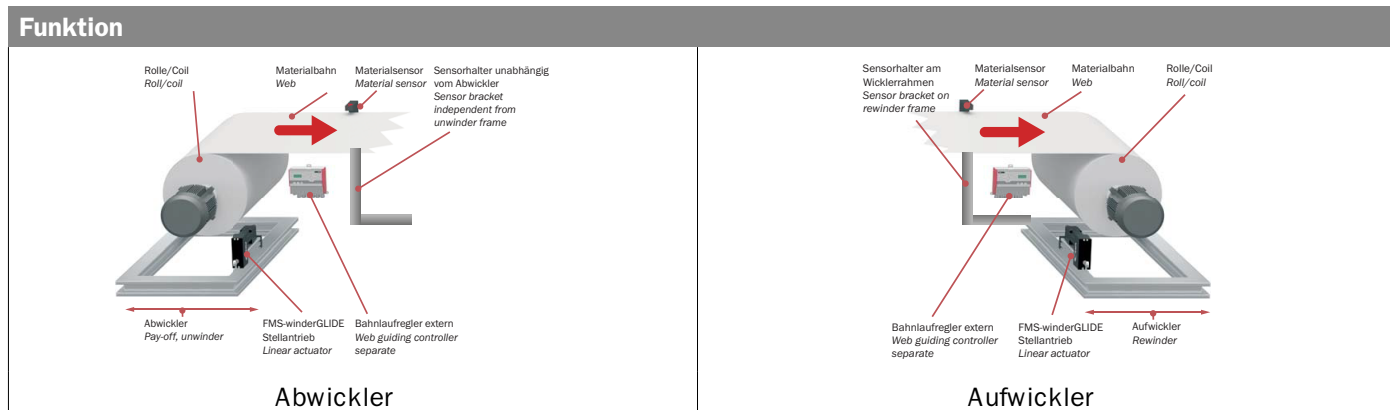 Funktion
Rolle/Coil
Roll/coil
Materialbahn
Web
Materialsensor
Material sensor
Sensorhalter unabhängig
vom Abwickler
Sensor bracket
independent from
unwinder frame
Abwickler
Pay-off, unwinder
FMS-winderGLIDE
Stellantrieb
Linear actuator
Bahnlaufregler extern
Web guiding controller
separate
Abwickler
Sensorhalter am
Wicklerrahmen
Sensor bracket on
rewinder frame
Materialsensor
Material sensor
Materialbahn
Web
Rolle/Coil
Roll/coil
Bahnlaufregler extern
Web guiding controller
separate
FMS-winderGLIDE
Stellantrieb
Linear actuator
Aufwickler
Rewinder
Aufwickler